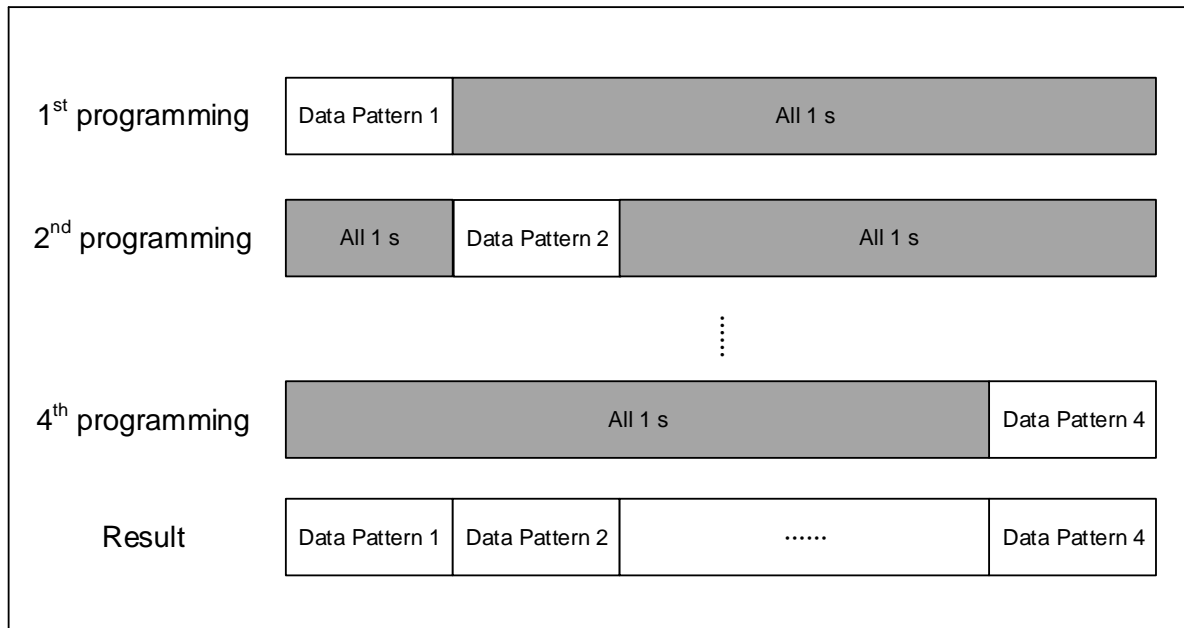 1st programming
Data Pattern 1
All 1 s
2nd programming
All 1 s
Data Pattern 2
All 1 s
4th programming
All 1 s
Data Pattern 4
Result
Data Pattern 1
Data Pattern 2
......
Data Pattern 4